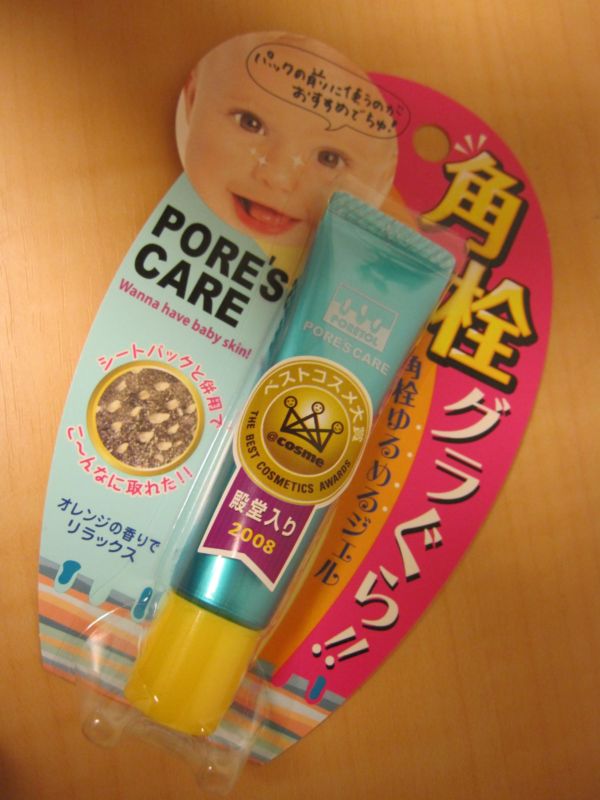 パックの前に使うのが
おすすめでちゅ!
角栓
グラぐら!!
角栓ゆるめるジェル
PORE's
CARE
Wanna have baby skin!
シートパックと併用で
こ〜んなに取れた!!
オレンジの香りで
リラックス
PORETOL
PORE'S CARE
ベストコスメ大賞
@cosme
THE BEST COSMETICS AWARDS
殿堂入り
2008